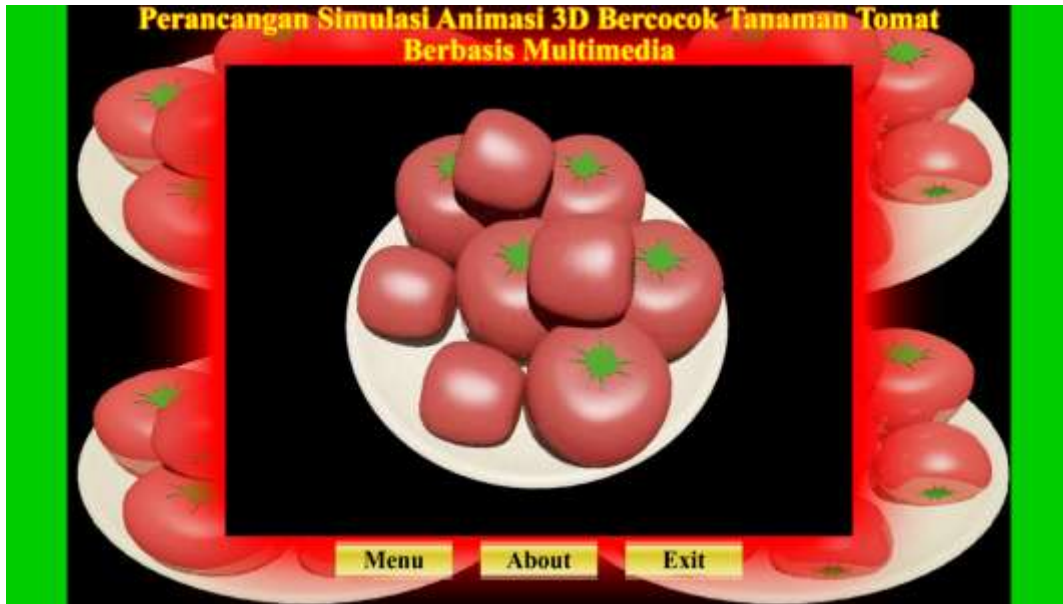 Perancangan Simulasi Animasi 3D Bercocok Tanaman Tomat
Berbasis Multimedia
Menu
About
Exit